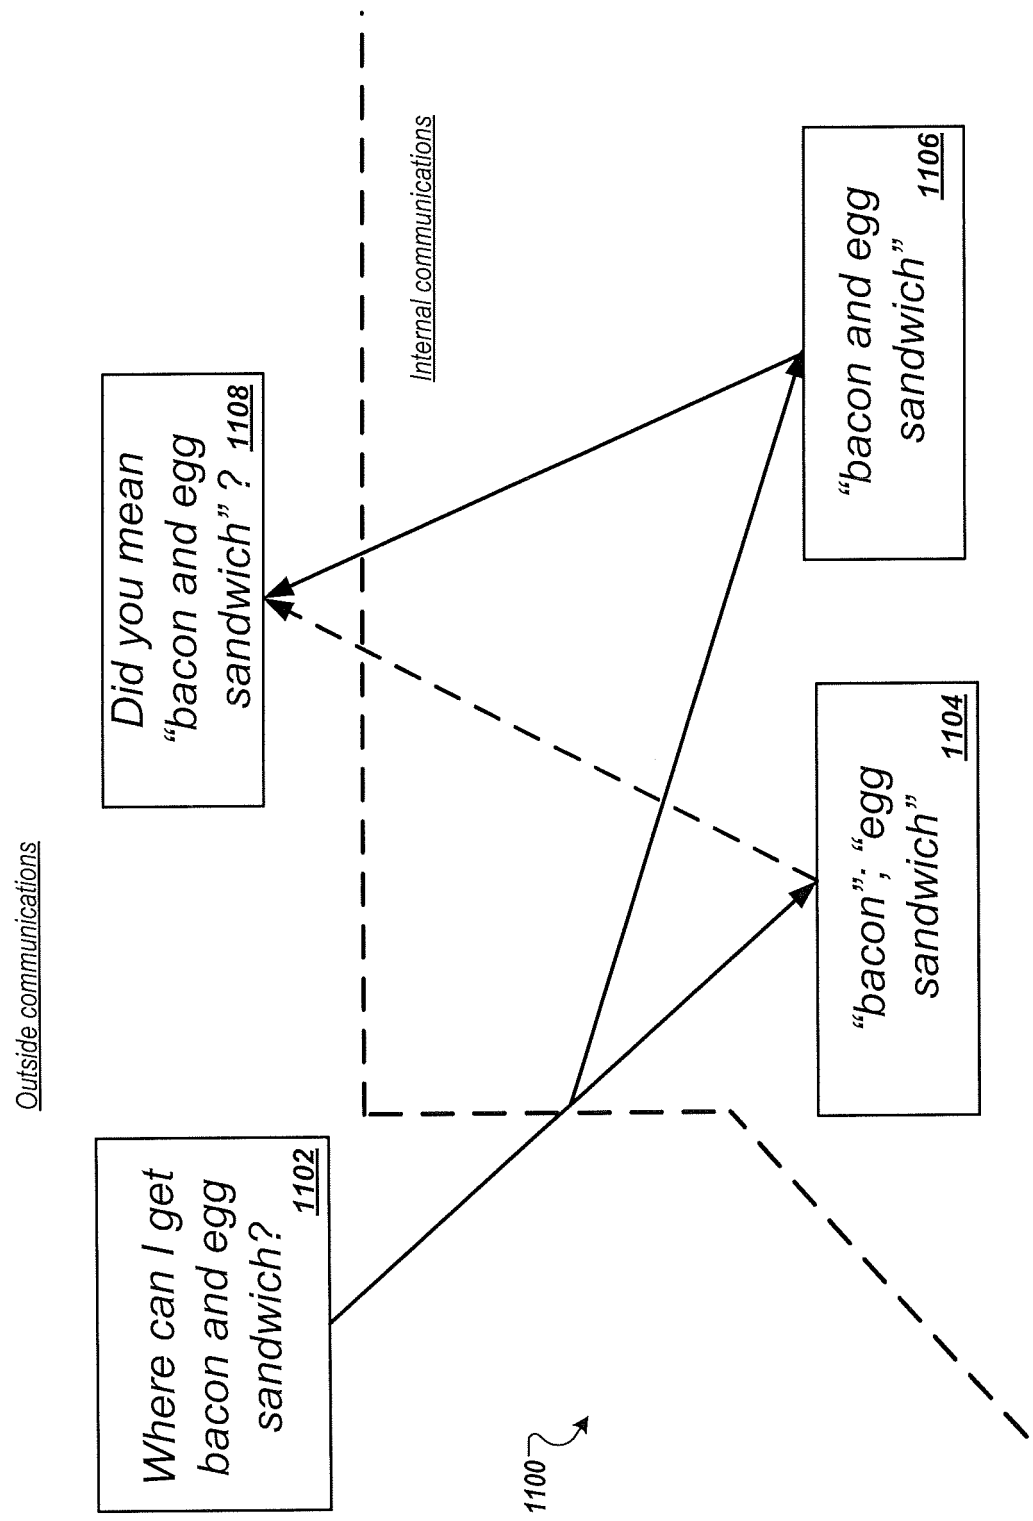 Outside communications
Where can I get
bacon and egg
sandwich?
1102
Did you mean
“bacon and egg
sandwich” ?
1108
Internal communications
“bacon”; “egg
sandwich”
1104
“bacon and egg
sandwich”
1106
1100